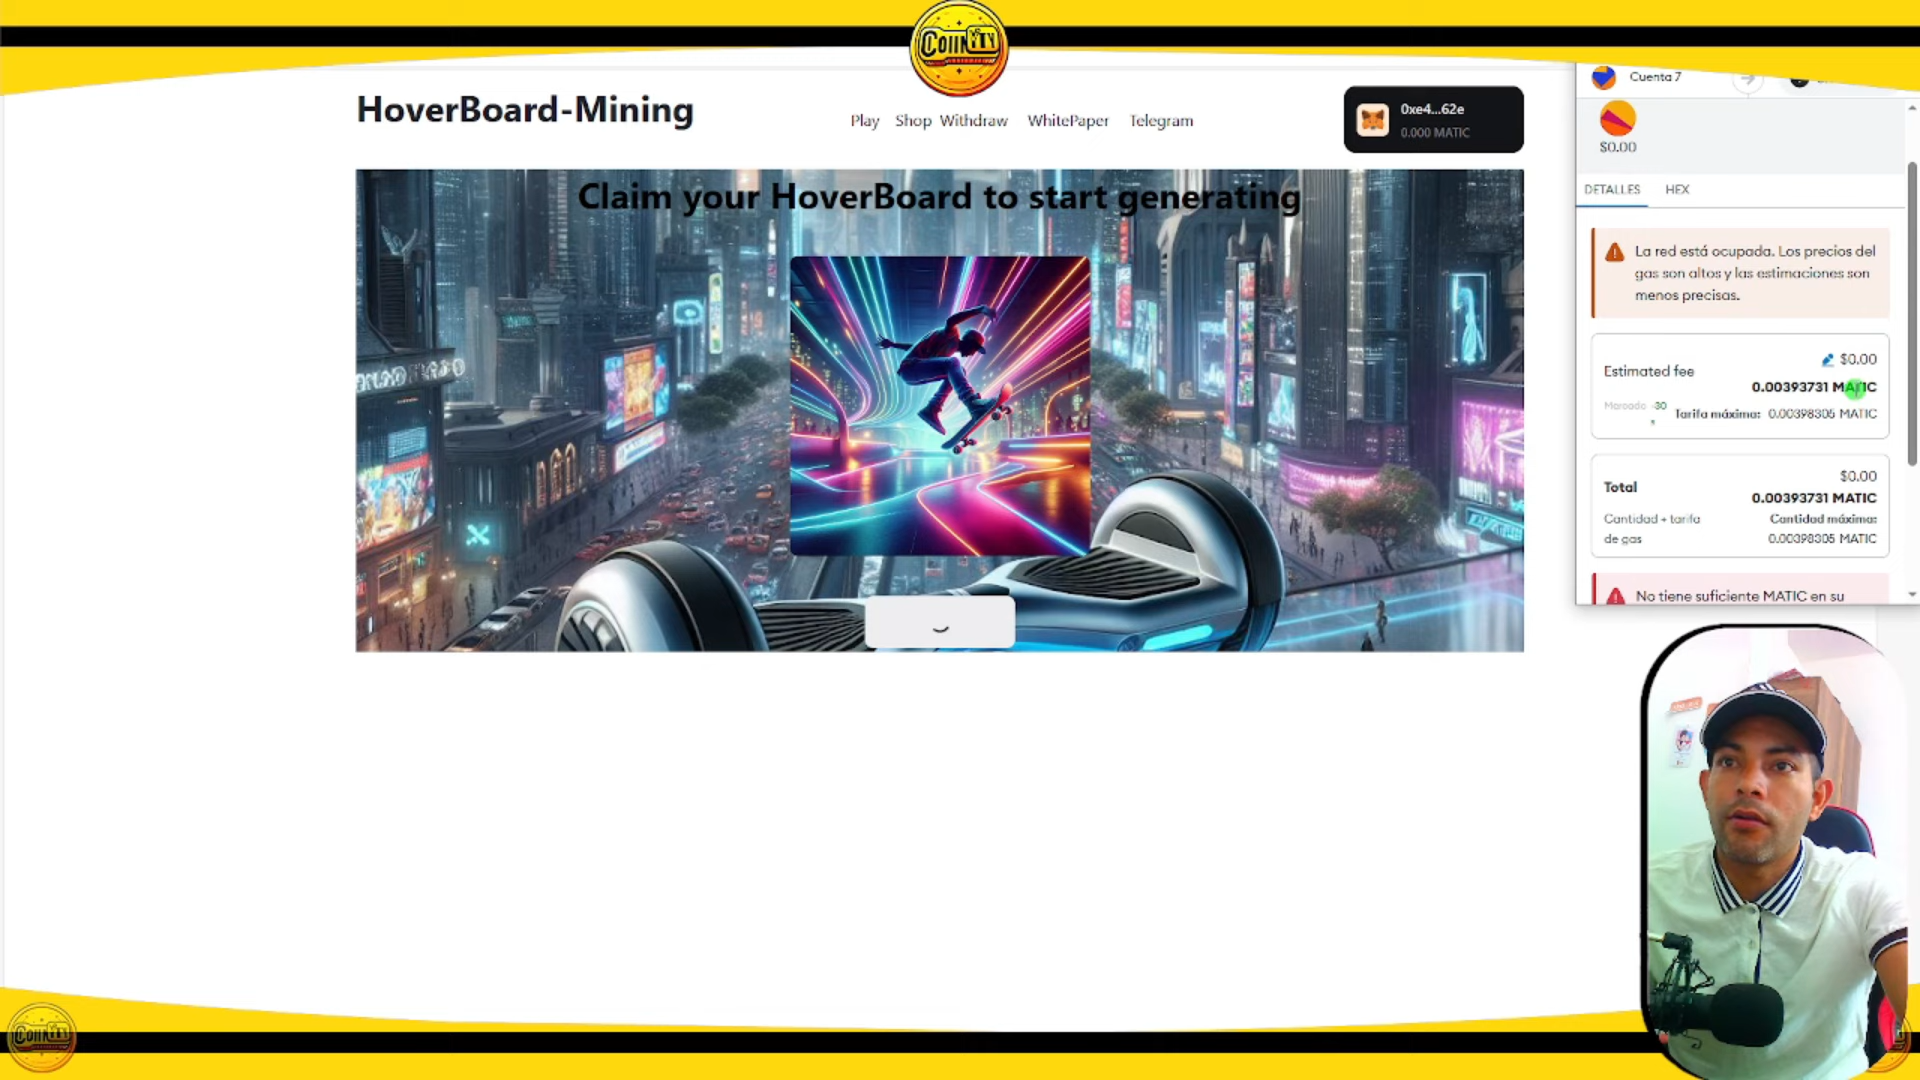 HoverBoard-Mining
Play Shop Withdraw WhitePaper Telegram
0xe4...62e
0.000 MATIC
Claim your HoverBoard to start generating
Cuenta 7
$0.00
DETALLES HEX
La red está ocupada. Los precios del
gas son altos y las estimaciones son
menos precisas.
Estimated fee
$0.00
0.00393731 MATIC
Tarifa máxima: 0.00398305 MATIC
Total
$0.00
0.00393731 MATIC
Cantidad + tarifa
de gas
Cantidad máxima:
0.00398305 MATIC
No tiene suficiente MATIC en su